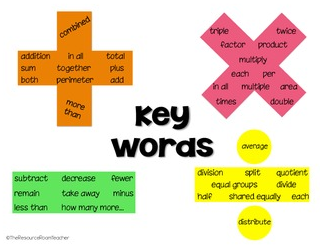 combined
addition in all total
sum together plus
both perimeter add
more than
triple twice
factor product
multiply
each per
in all multiple area
times double
Key
Words
average
division split quotient
equal groups divide
half shared equally each
distribute
subtract decrease fewer
remain take away minus
less than how many more...
©TheResourceRoomTeacher